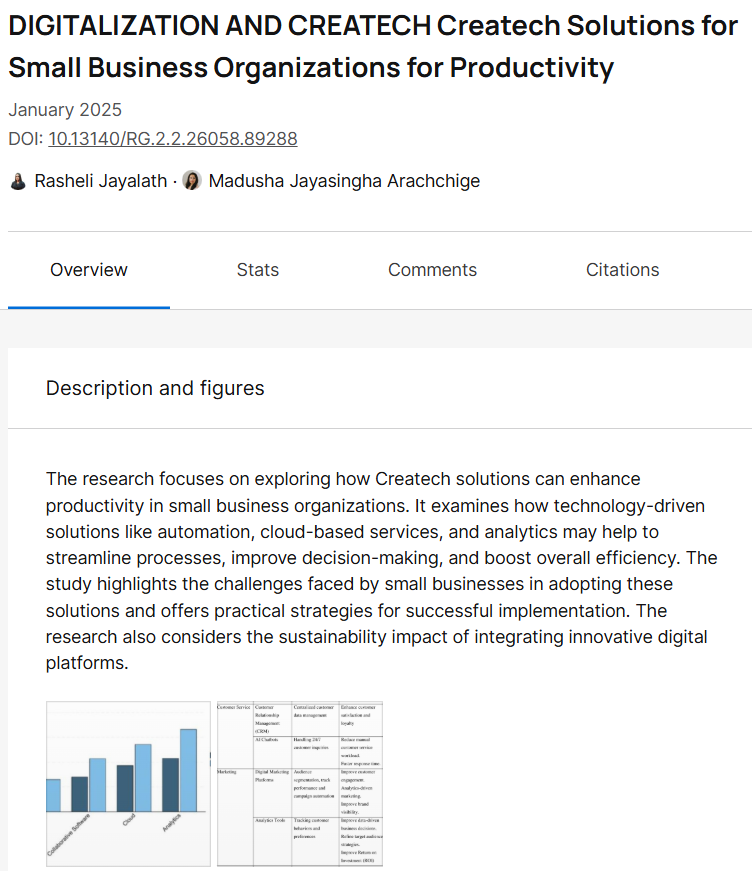 DIGITALIZATION AND CREATECH Createch Solutions for
Small Business Organizations for Productivity
January 2025
DOI: 10.13140/RG.2.2.26058.89288
Rasheli Jayalath · Madusha Jayasingha Arachchige
Overview Stats Comments Citations
Description and figures
The research focuses on exploring how Createch solutions can enhance
productivity in small business organizations. It examines how technology-driven
solutions like automation, cloud-based services, and analytics may help to
streamline processes, improve decision-making, and boost overall efficiency. The
study highlights the challenges faced by small businesses in adopting these
solutions and offers practical strategies for successful implementation. The
research also considers the sustainability impact of integrating innovative digital
platforms.
Collaborative Software
Cloud
Analytics
Customer Service Customer Centralized customer Enhance customer
Relationship data management satisfaction and
Management loyalty
(CRM)
AI Chatbots Handling 24/7 Reduce manual
customer inquiries customer service
workload.
Faster response time.
Marketing Digital Marketing Audience Improve customer
Platforms segmentation, track engagement.
performance and Analytics-driven
campaign automation marketing.
Improve brand
visibility.
Analytics Tools Tracking customer Improve data-driven
behaviors and business decisions.
preferences Refine target audience
strategies.
Improve Return on
Investment (ROI)